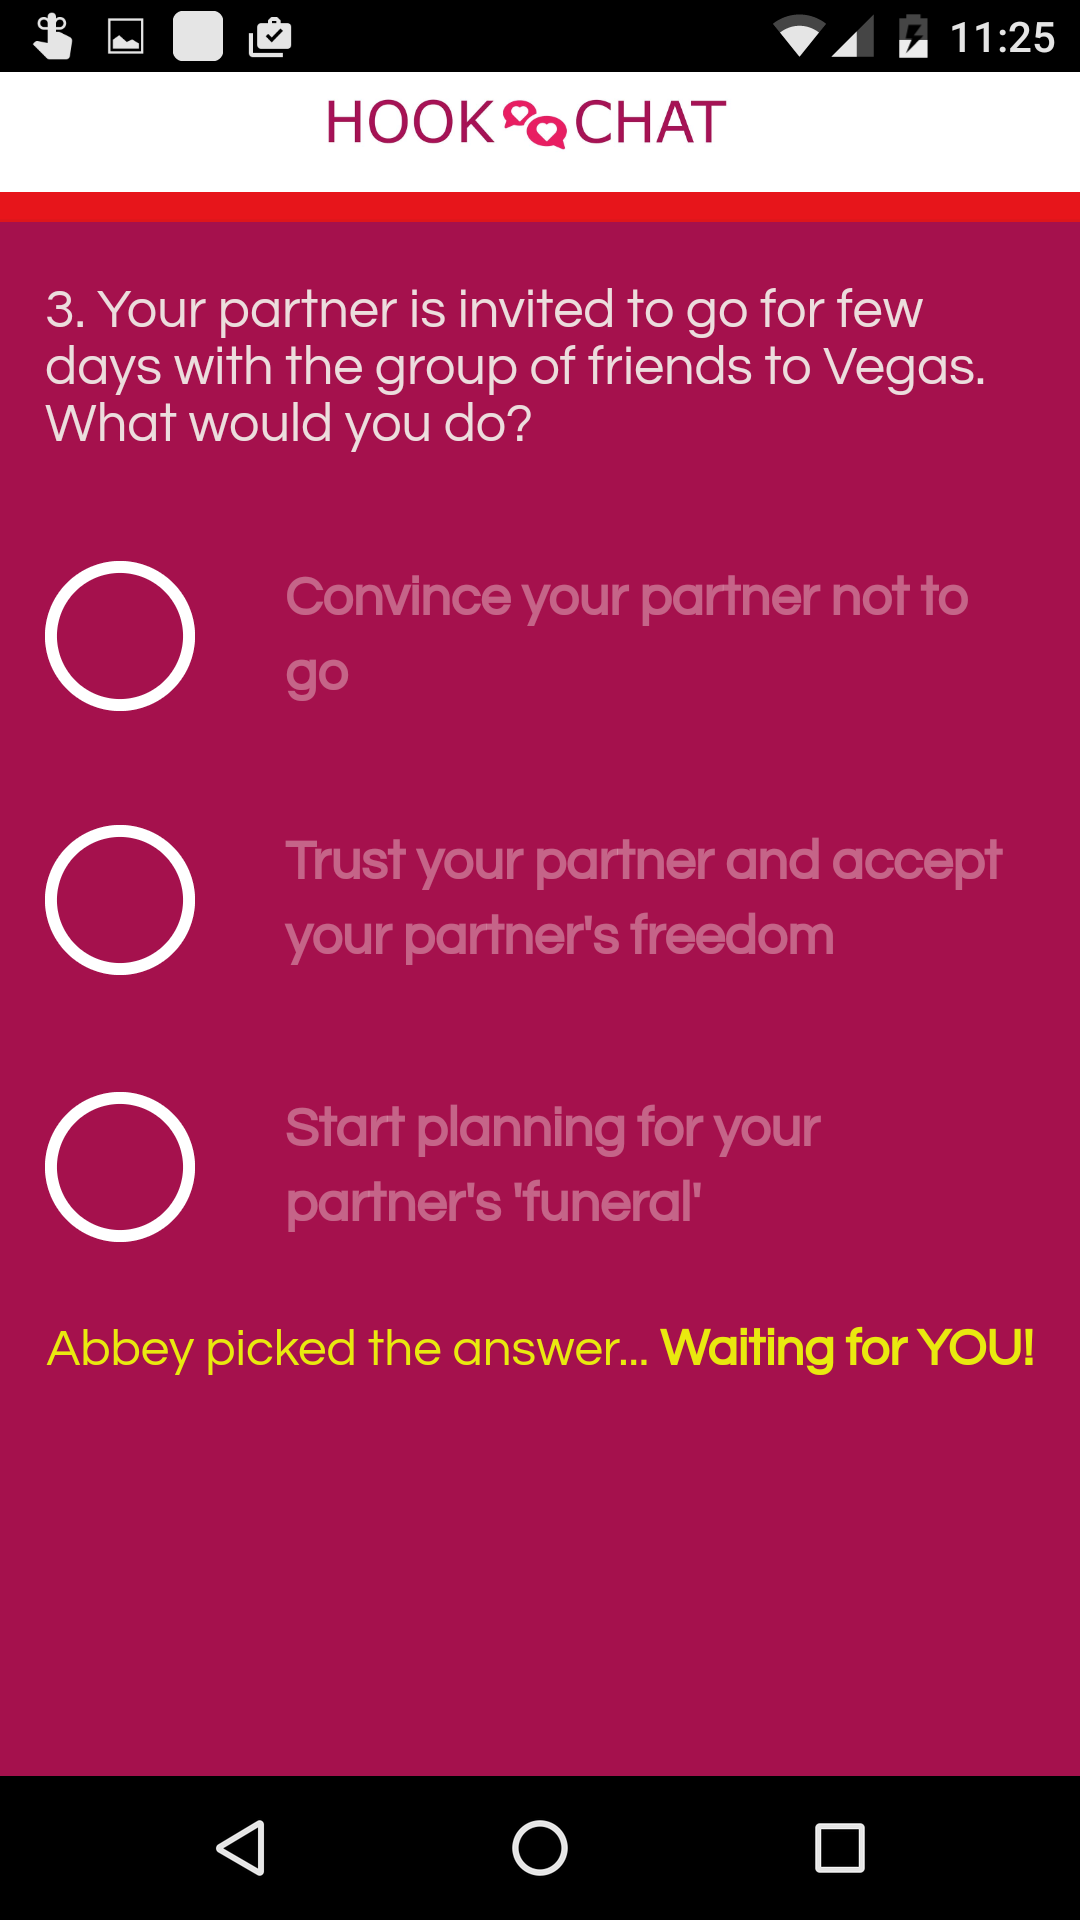 11:25
HOOK CHAT
3. Your partner is invited to go for few
days with the group of friends to Vegas.
What would you do?
Convince your partner not to
go
Trust your partner and accept
your partner's freedom
Start planning for your
partner's 'funeral'
Abbey picked the answer... Waiting for YOU!